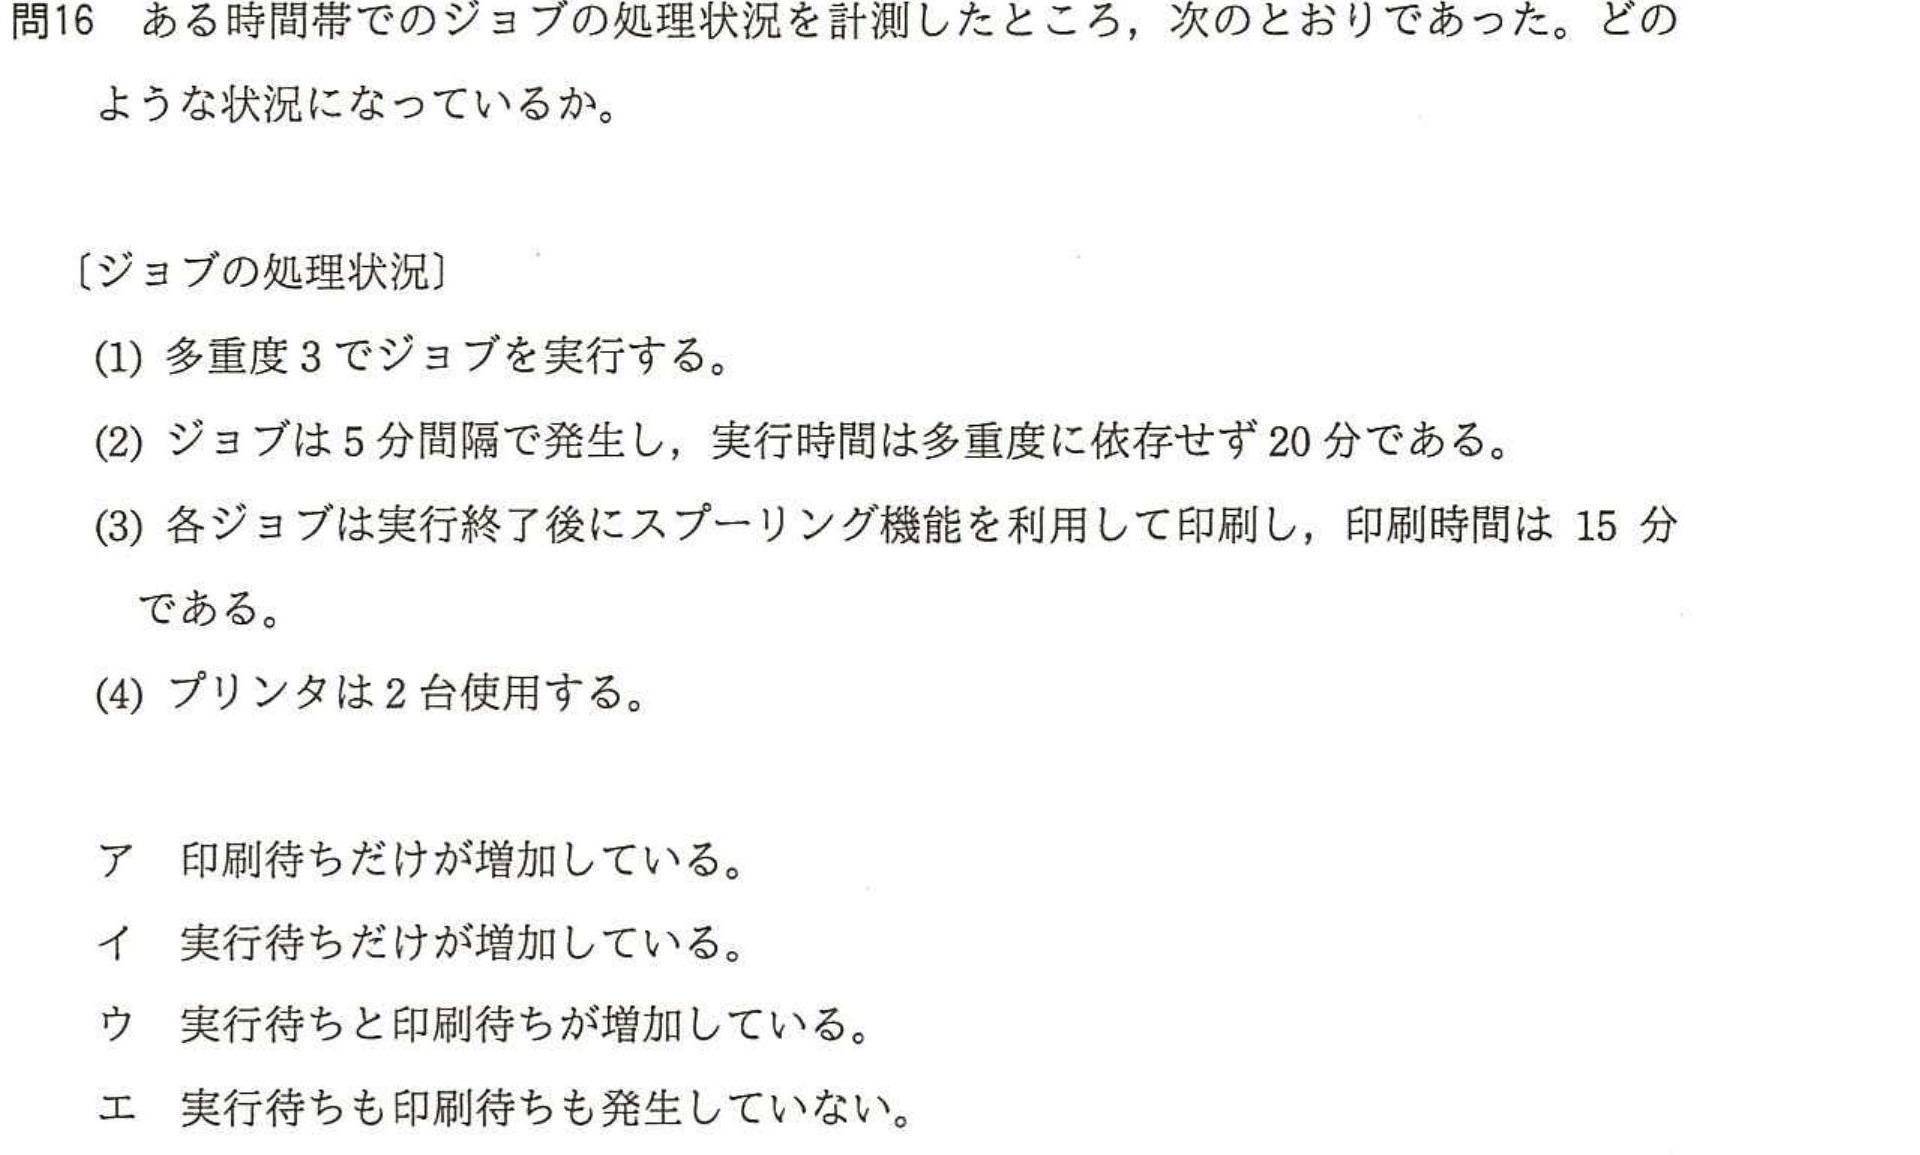 問16 ある時間帯でのジョブの処理状況を計測したところ，次のとおりであった。どの
ような状況になっているか。
〔ジョブの処理状況〕
(1) 多重度 3 でジョブを実行する。
(2) ジョブは 5 分間隔で発生し，実行時間は多重度に依存せず 20 分である。
(3) 各ジョブは実行終了後にスプーリング機能を利用して印刷し，印刷時間は 15 分
である。
(4) プリンタは 2 台使用する。
ア 印刷待ちだけが増加している。
イ 実行待ちだけが増加している。
ウ 実行待ちと印刷待ちが増加している。
エ 実行待ちも印刷待ちも発生していない。